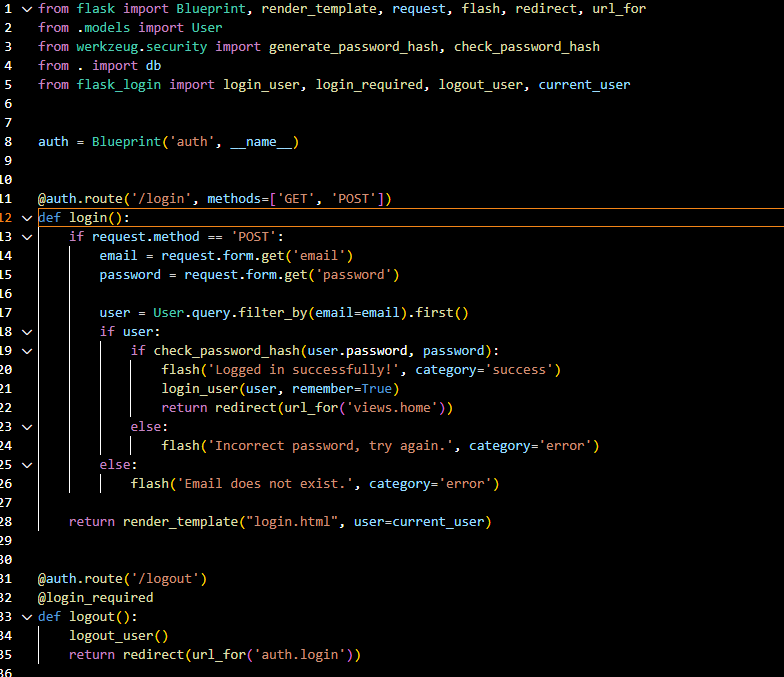 1 from flask import Blueprint, render_template, request, flash, redirect, url_for
2 from .models import User
3 from werkzeug.security import generate_password_hash, check_password_hash
4 from . import db
5 from flask_login import login_user, login_required, logout_user, current_user
6
7
8 auth = Blueprint('auth', __name__)
9
10
11 @auth.route('/login', methods=['GET', 'POST'])
12 def login():
13     if request.method == 'POST':
14         email = request.form.get('email')
15         password = request.form.get('password')
16
17         user = User.query.filter_by(email=email).first()
18         if user:
19             if check_password_hash(user.password, password):
20                 flash('Logged in successfully!', category='success')
21                 login_user(user, remember=True)
22                 return redirect(url_for('views.home'))
23             else:
24                 flash('Incorrect password, try again.', category='error')
25         else:
26             flash('Email does not exist.', category='error')
27
28     return render_template("login.html", user=current_user)
29
30
31 @auth.route('/logout')
32 @login_required
33 def logout():
34     logout_user()
35     return redirect(url_for('auth.login'))
36